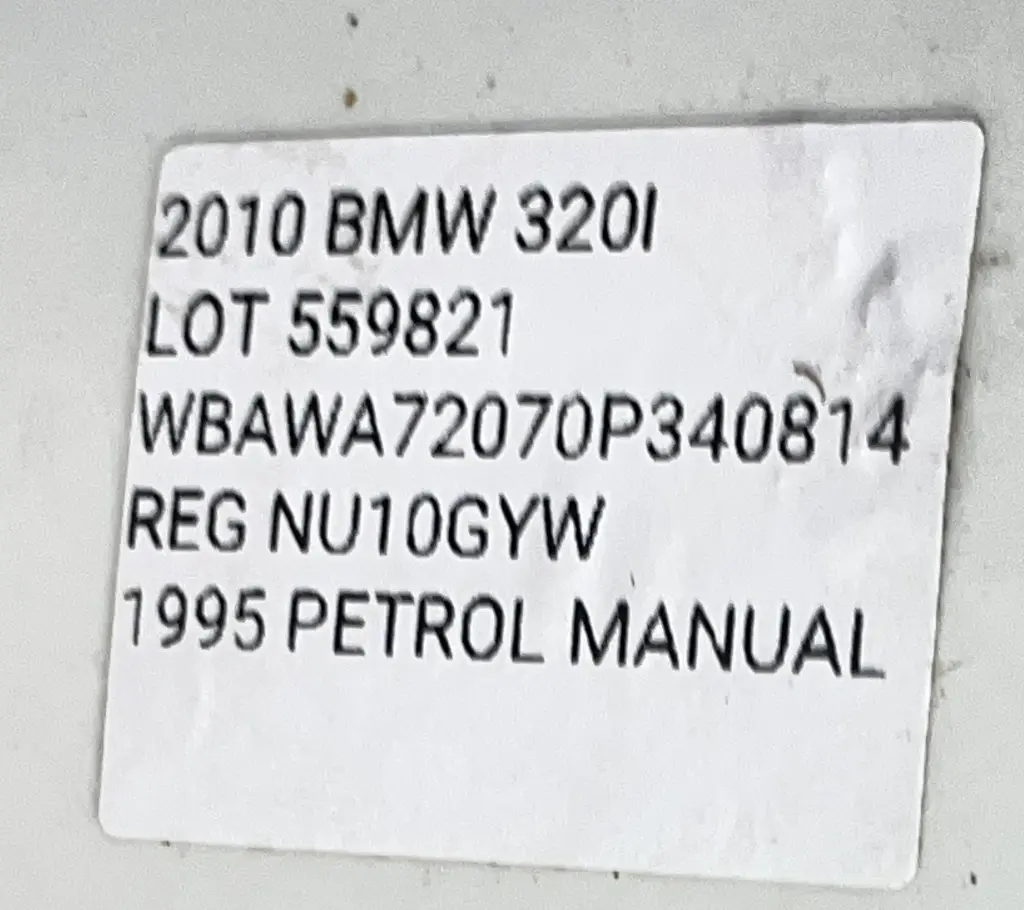 2010 BMW 320I
LOT 559821
WBAWA72070P340814
REG NU10GYW
1995 PETROL MANUAL